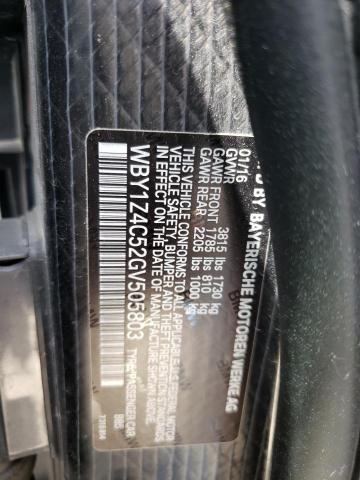 D BY BAYERISCHE MOTOREN WERKE AG
01/16
GVWR 3815 lbs 1730 kg
GAWR FRONT 1785 lbs 810 kg
GAWR REAR 2205 lbs 1000 kg
THIS VEHICLE CONFORMS TO ALL APPLICABLE U.S. FEDERAL MOTOR
VEHICLE SAFETY, BUMPER AND THEFT PREVENTION STANDARDS
IN EFFECT ON THE DATE OF MANUFACTURE SHOWN ABOVE.
WBY1Z4C52GV505803 TYPE: PASSENGER CAR